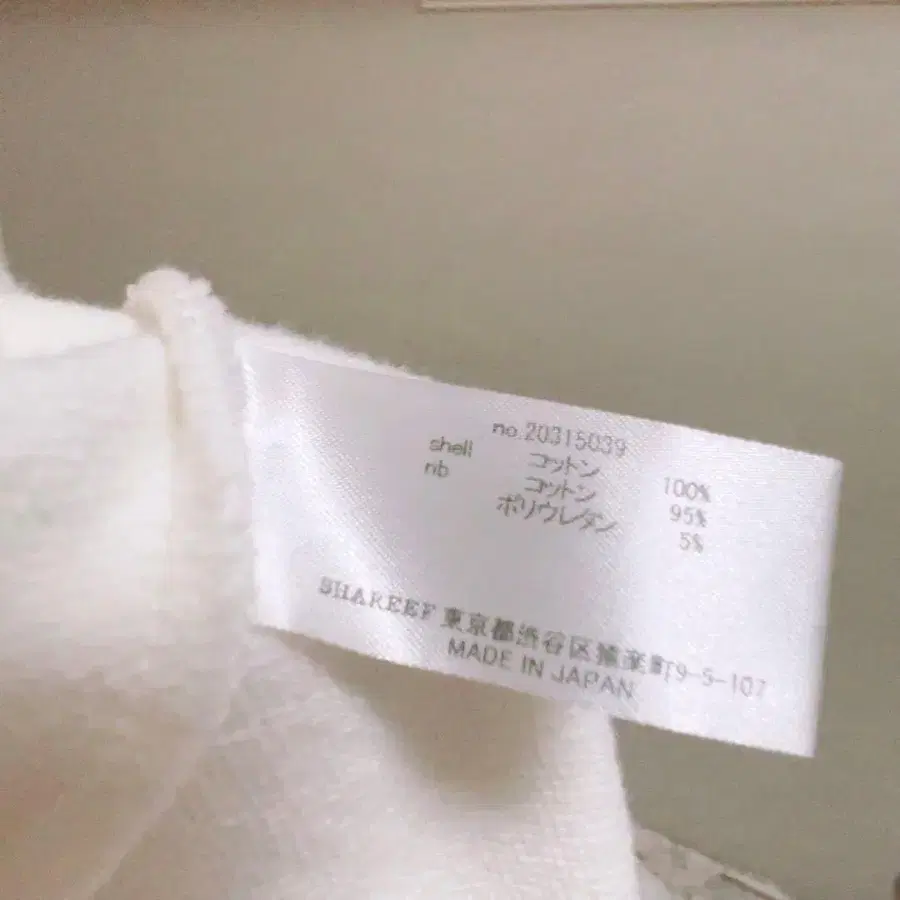 no.20315039
shell コットン 100%
rib コットン 95%
ポリウレタン 5%
SHAREEF 東京都渋谷区猿楽町9-5-107
MADE IN JAPAN